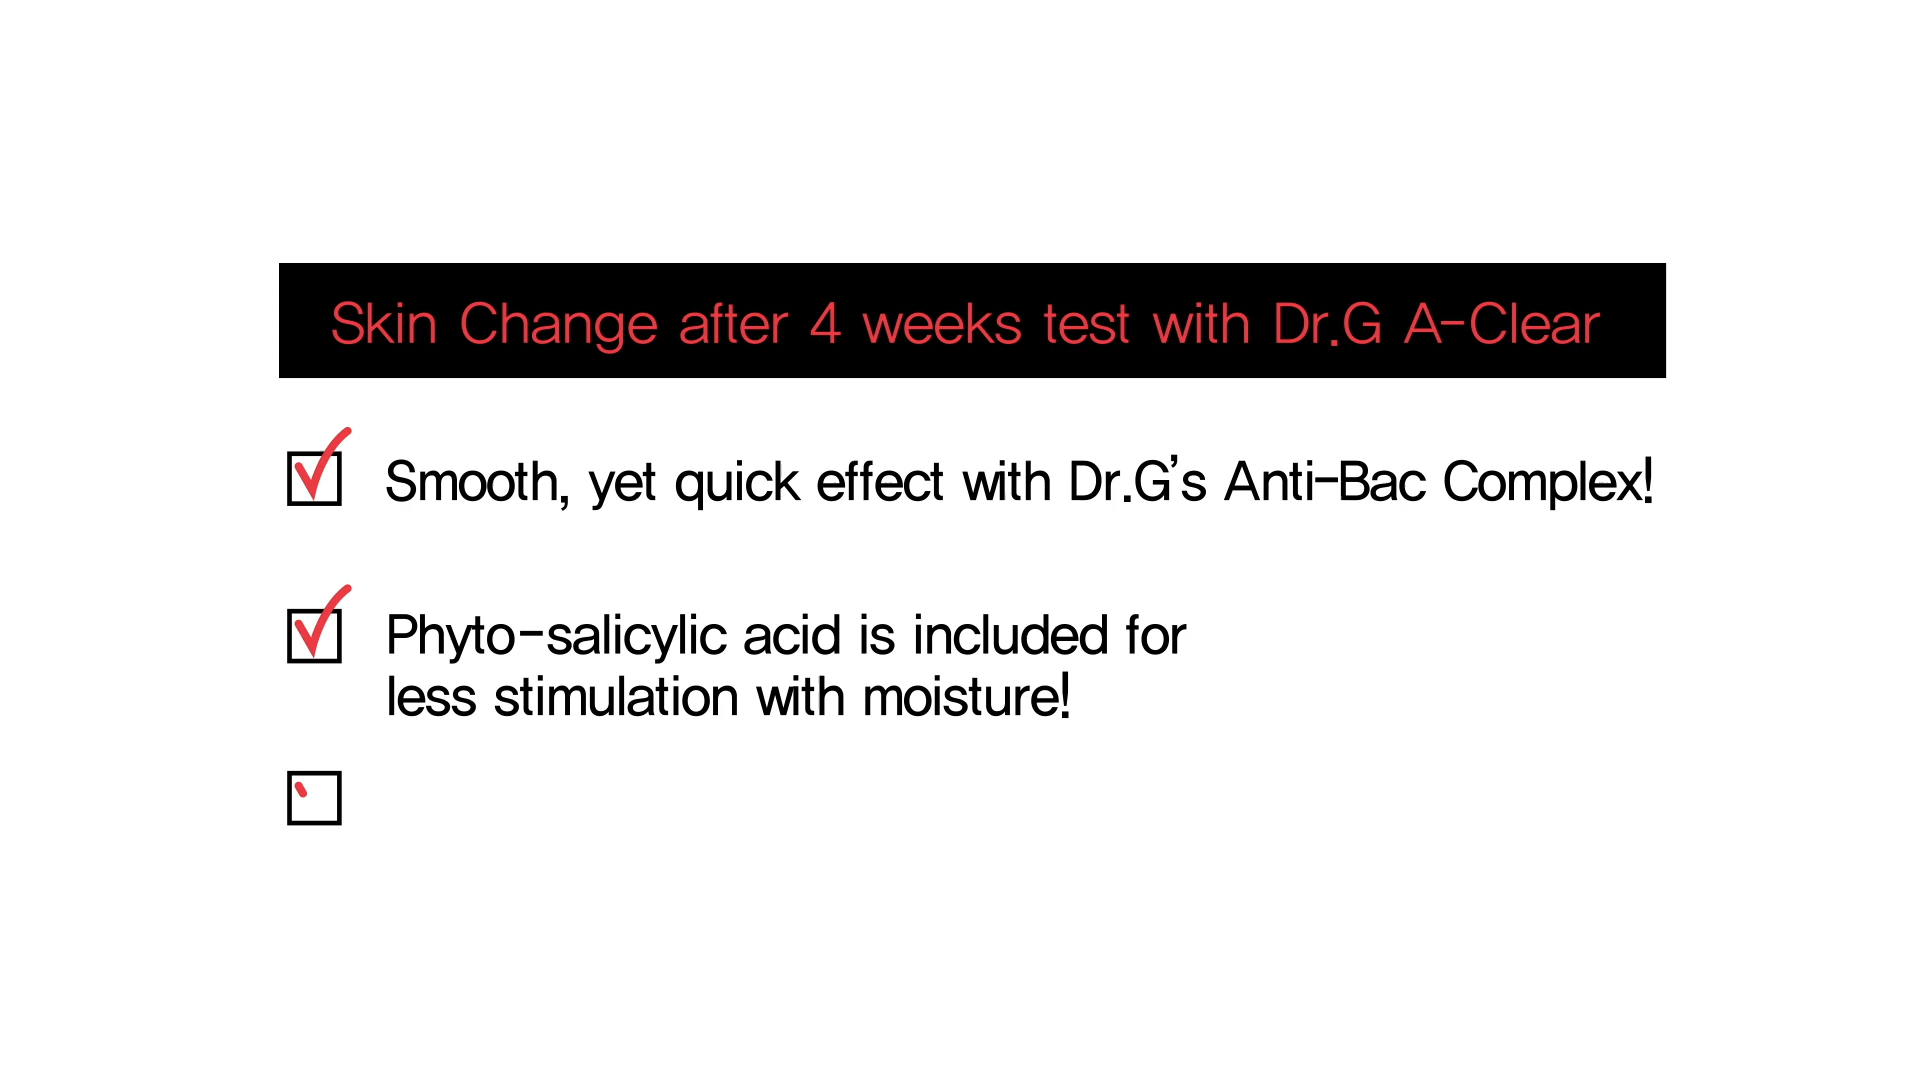 Skin Change after 4 weeks test with Dr.G A-Clear
Smooth, yet quick effect with Dr.G's Anti-Bac Complex!
Phyto-salicylic acid is included for
less stimulation with moisture!